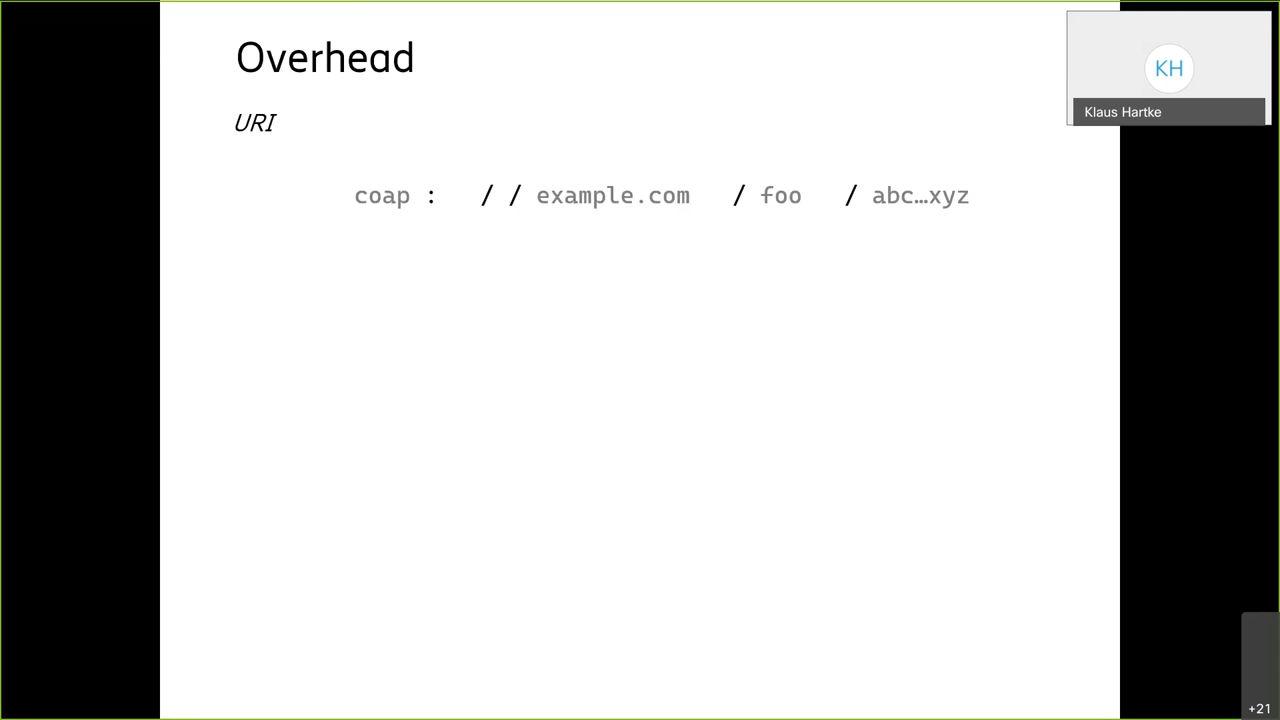 Overhead
KH
Klaus Hartke
URI
coap : / / example.com / foo / abc…xyz
+21